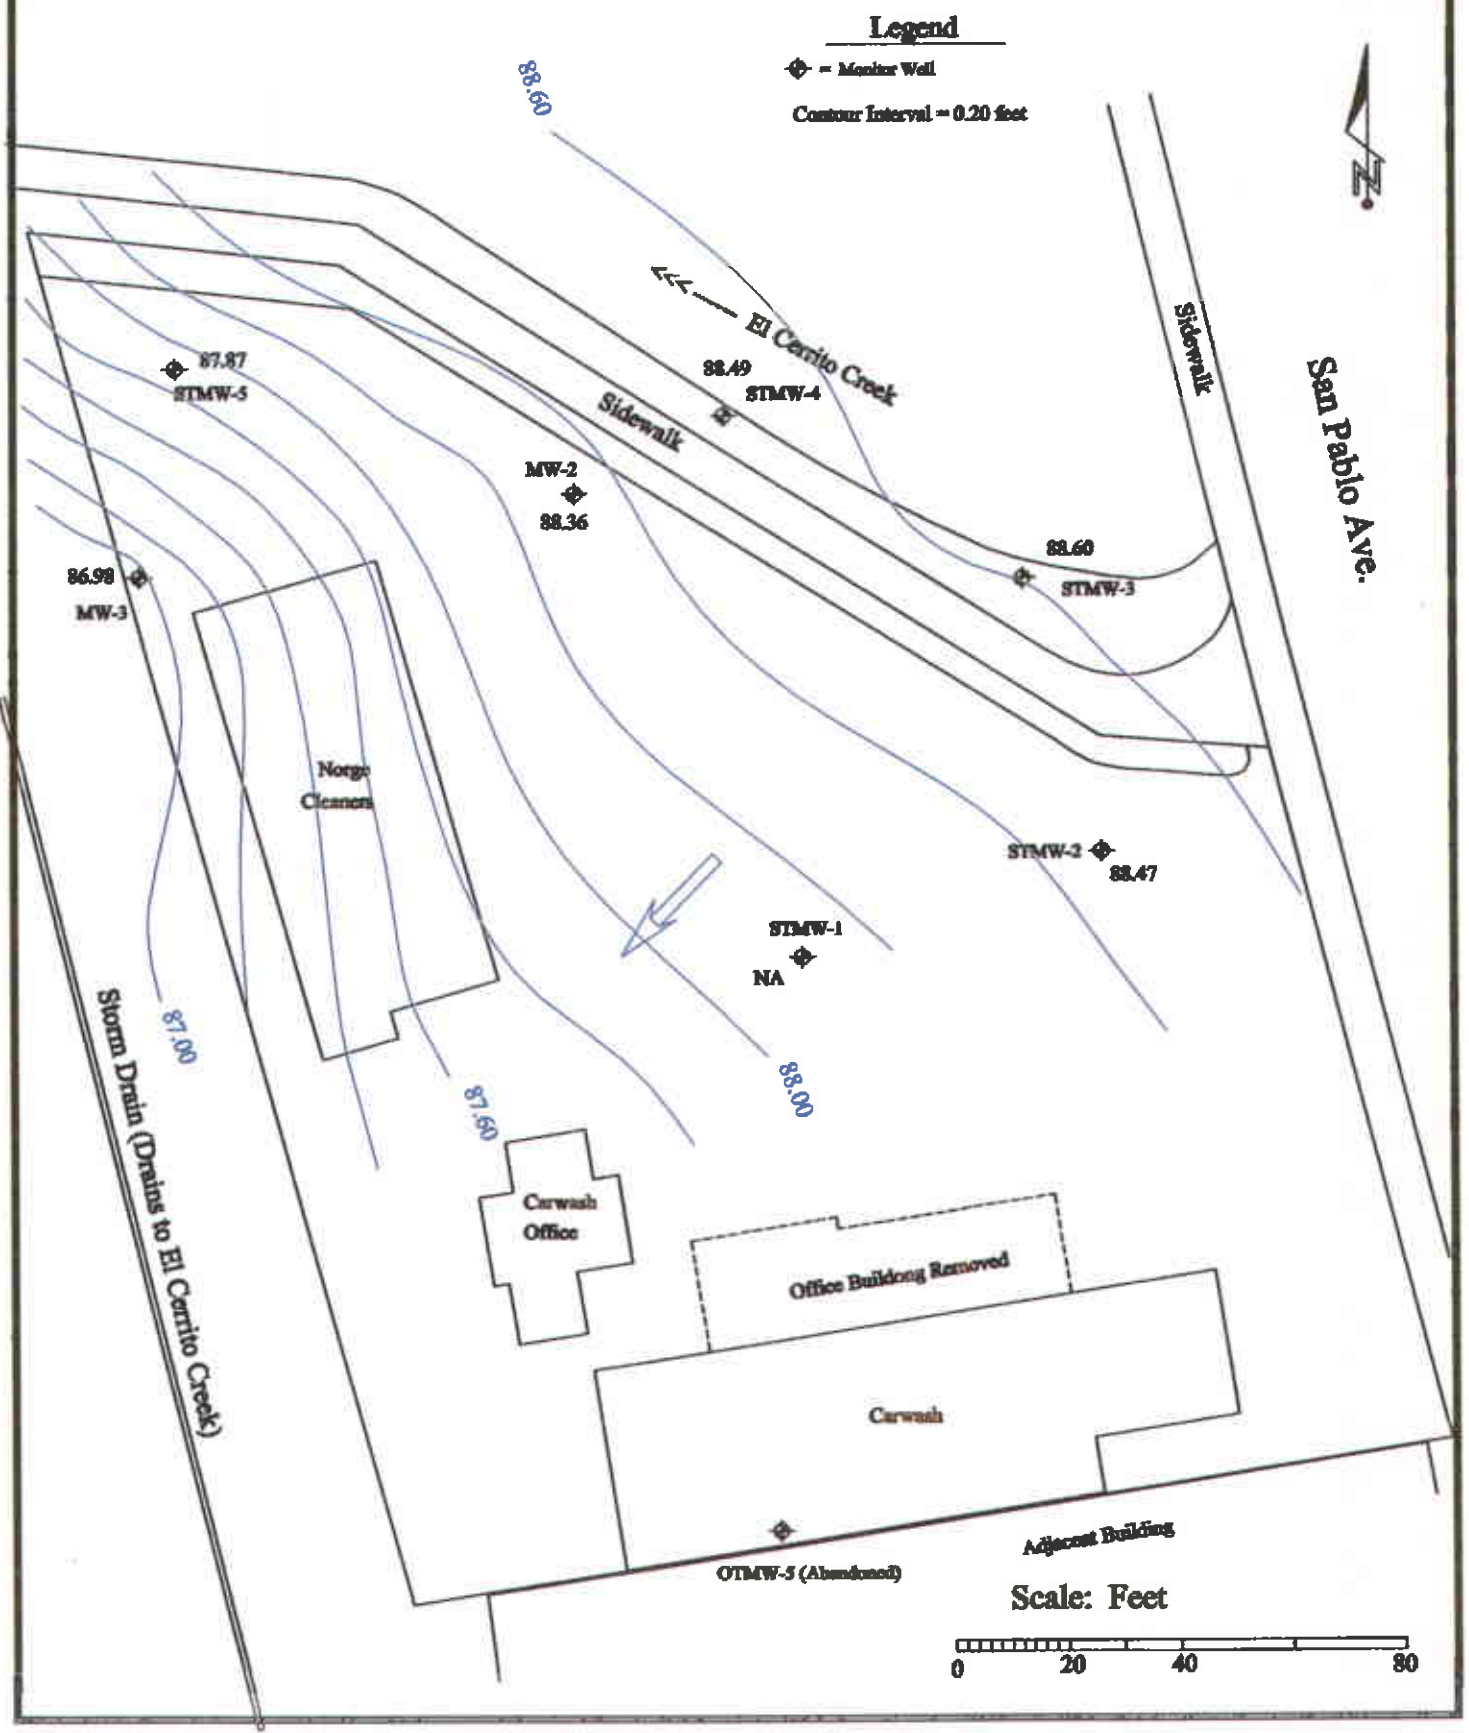 Legend
= Monitor Well
Contour Interval = 0.20 feet
N
88.60
El Cerrito Creek
Sidewalk
San Pablo Ave.
87.87
STMW-5
88.49
STMW-4
Sidewalk
MW-2
88.36
88.60
STMW-3
86.98
MW-3
Norge
Cleaners
STMW-2
88.47
STMW-1
NA
87.00
87.60
88.00
Storm Drain (Drains to El Cerrito Creek)
Carwash
Office
Office Buildong Removed
Carwash
OTMW-5 (Abandoned)
Adjacent Building
Scale: Feet
0 20 40 80